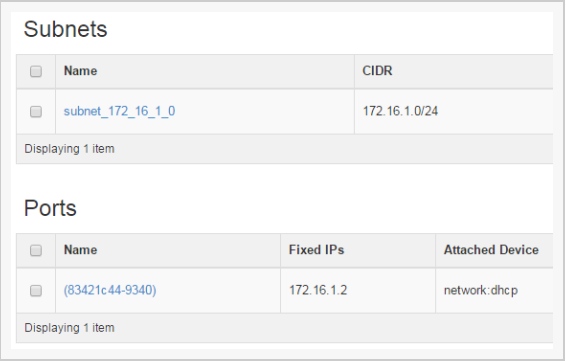 Subnets
Name CIDR
subnet_172_16_1_0 172.16.1.0/24
Displaying 1 item
Ports
Name Fixed IPs Attached Device
(83421c44-9340) 172.16.1.2 network:dhcp
Displaying 1 item